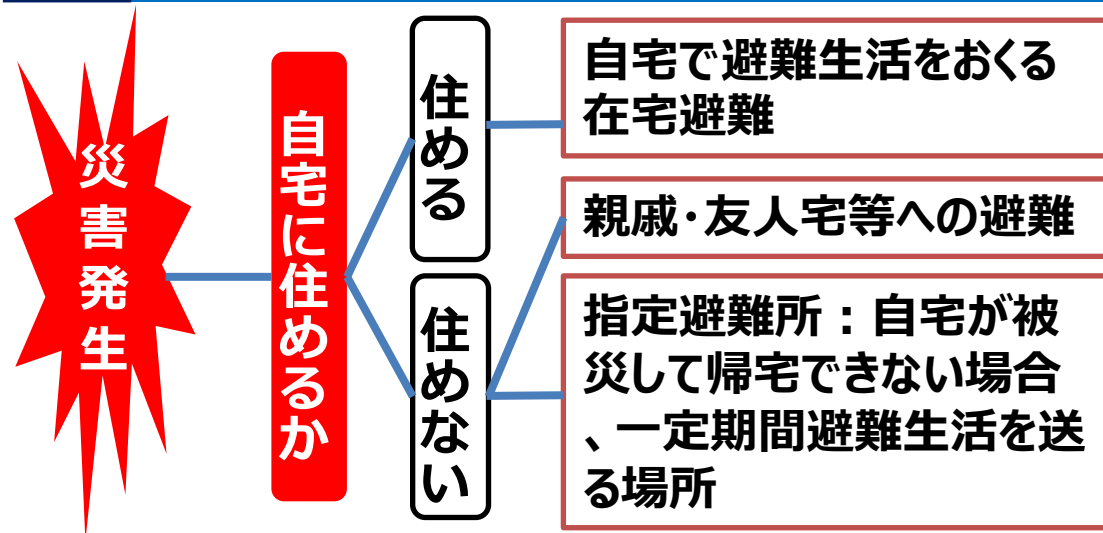 災害発生
自宅に住めるか
住める
自宅で避難生活をおくる
在宅避難
住めない
親戚・友人宅等への避難
指定避難所：自宅が被
災して帰宅できない場合
、一定期間避難生活を送
る場所